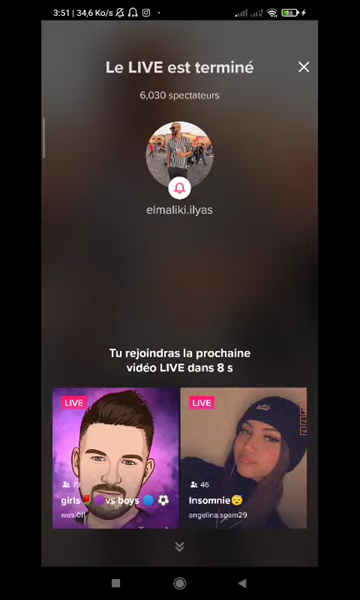 3:51 | 34,6 Ko/s
Le LIVE est terminé
6,030 spectateurs
elmaliki.ilyas
Tu rejoindras la prochaine
vidéo LIVE dans 8 s
LIVE
LIVE
46
girls vs boys
Insomnie
angelina.spam29